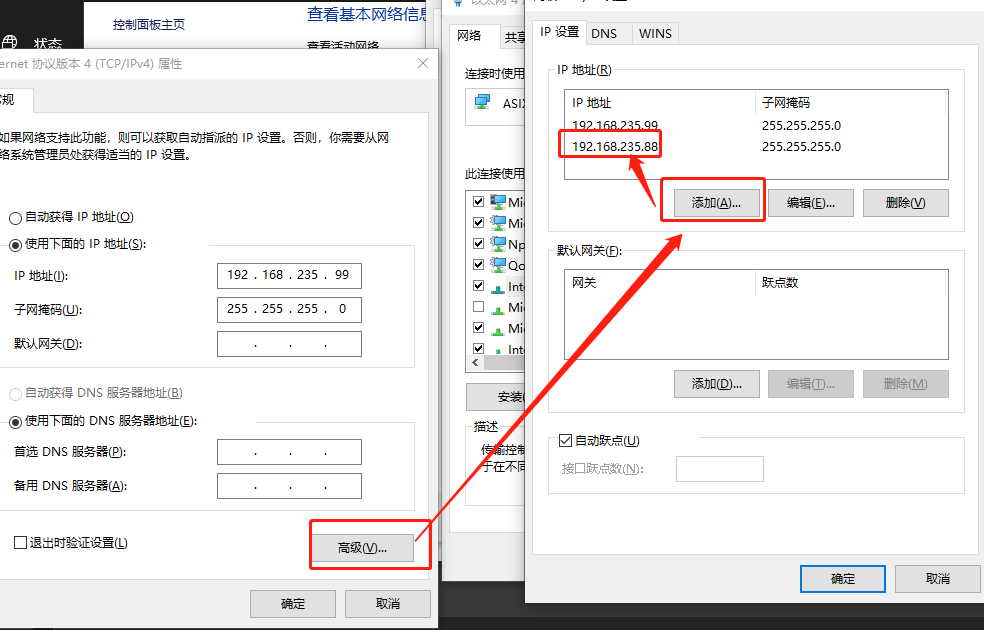 控制面板主页
查看基本网络信息
状态
查看活动网络
ernet 协议版本 4 (TCP/IPv4) 属性
常规
如果网络支持此功能，则可以获取自动指派的 IP 设置。否则，你需要从网
络系统管理员处获得适当的 IP 设置。
自动获得 IP 地址(O)
使用下面的 IP 地址(S):
IP 地址(I):
192 . 168 . 235 . 99
子网掩码(U):
255 . 255 . 255 . 0
默认网关(D):
. . .
自动获得 DNS 服务器地址(B)
使用下面的 DNS 服务器地址(E):
首选 DNS 服务器(P):
. . .
备用 DNS 服务器(A):
. . .
退出时验证设置(L)
高级(V)...
确定
取消
网络
共享
连接时使用
ASIX
此连接使用
Mic
Mic
Np
Qo
Inte
Mic
Mic
Inte
<
安装(
描述
传输控制
于在不同
IP 设置
DNS
WINS
IP 地址(R)
IP 地址
子网掩码
192.168.235.99
255.255.255.0
192.168.235.88
255.255.255.0
添加(A)...
编辑(E)...
删除(V)
默认网关(F):
网关
跃点数
添加(D)...
编辑(T)...
删除(M)
自动跃点(U)
接口跃点数(N):
确定
取消